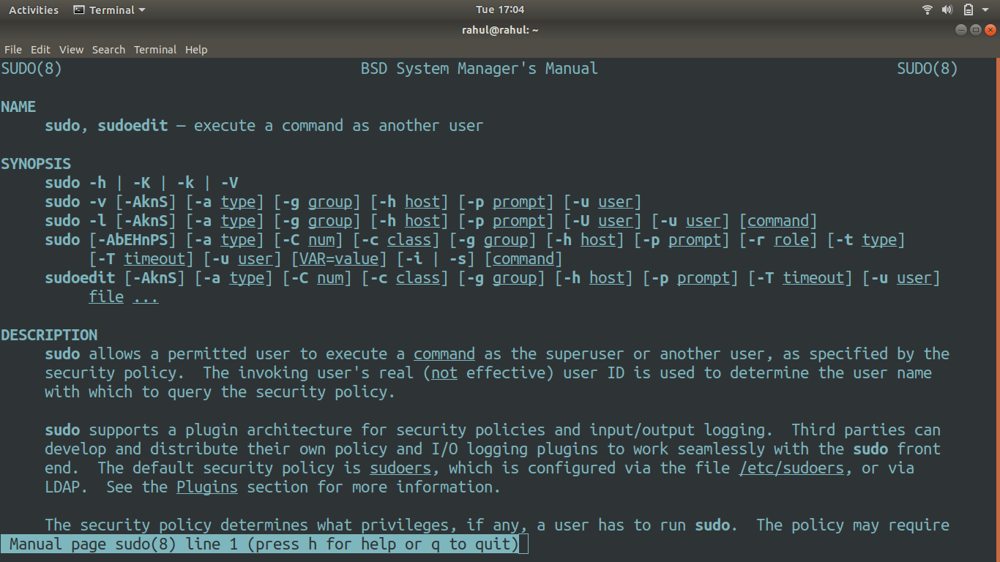 Activities Terminal Tue 17:04
rahul@rahul: ~
File Edit View Search Terminal Help
SUDO(8) BSD System Manager's Manual SUDO(8)
NAME
sudo, sudoedit — execute a command as another user
SYNOPSIS
sudo -h | -K | -k | -V
sudo -v [-AknS] [-a type] [-g group] [-h host] [-p prompt] [-u user]
sudo -l [-AknS] [-a type] [-g group] [-h host] [-p prompt] [-U user] [-u user] [command]
sudo [-AbEHnPS] [-a type] [-C num] [-c class] [-g group] [-h host] [-p prompt] [-r role] [-t type]
[-T timeout] [-u user] [VAR=value] [-i | -s] [command]
sudoedit [-AknS] [-a type] [-C num] [-c class] [-g group] [-h host] [-p prompt] [-T timeout] [-u user]
file ...
DESCRIPTION
sudo allows a permitted user to execute a command as the superuser or another user, as specified by the
security policy.  The invoking user's real (not effective) user ID is used to determine the user name
with which to query the security policy.
sudo supports a plugin architecture for security policies and input/output logging.  Third parties can
develop and distribute their own policy and I/O logging plugins to work seamlessly with the sudo front
end.  The default security policy is sudoers, which is configured via the file /etc/sudoers, or via
LDAP.  See the Plugins section for more information.
The security policy determines what privileges, if any, a user has to run sudo.  The policy may require
Manual page sudo(8) line 1 (press h for help or q to quit)